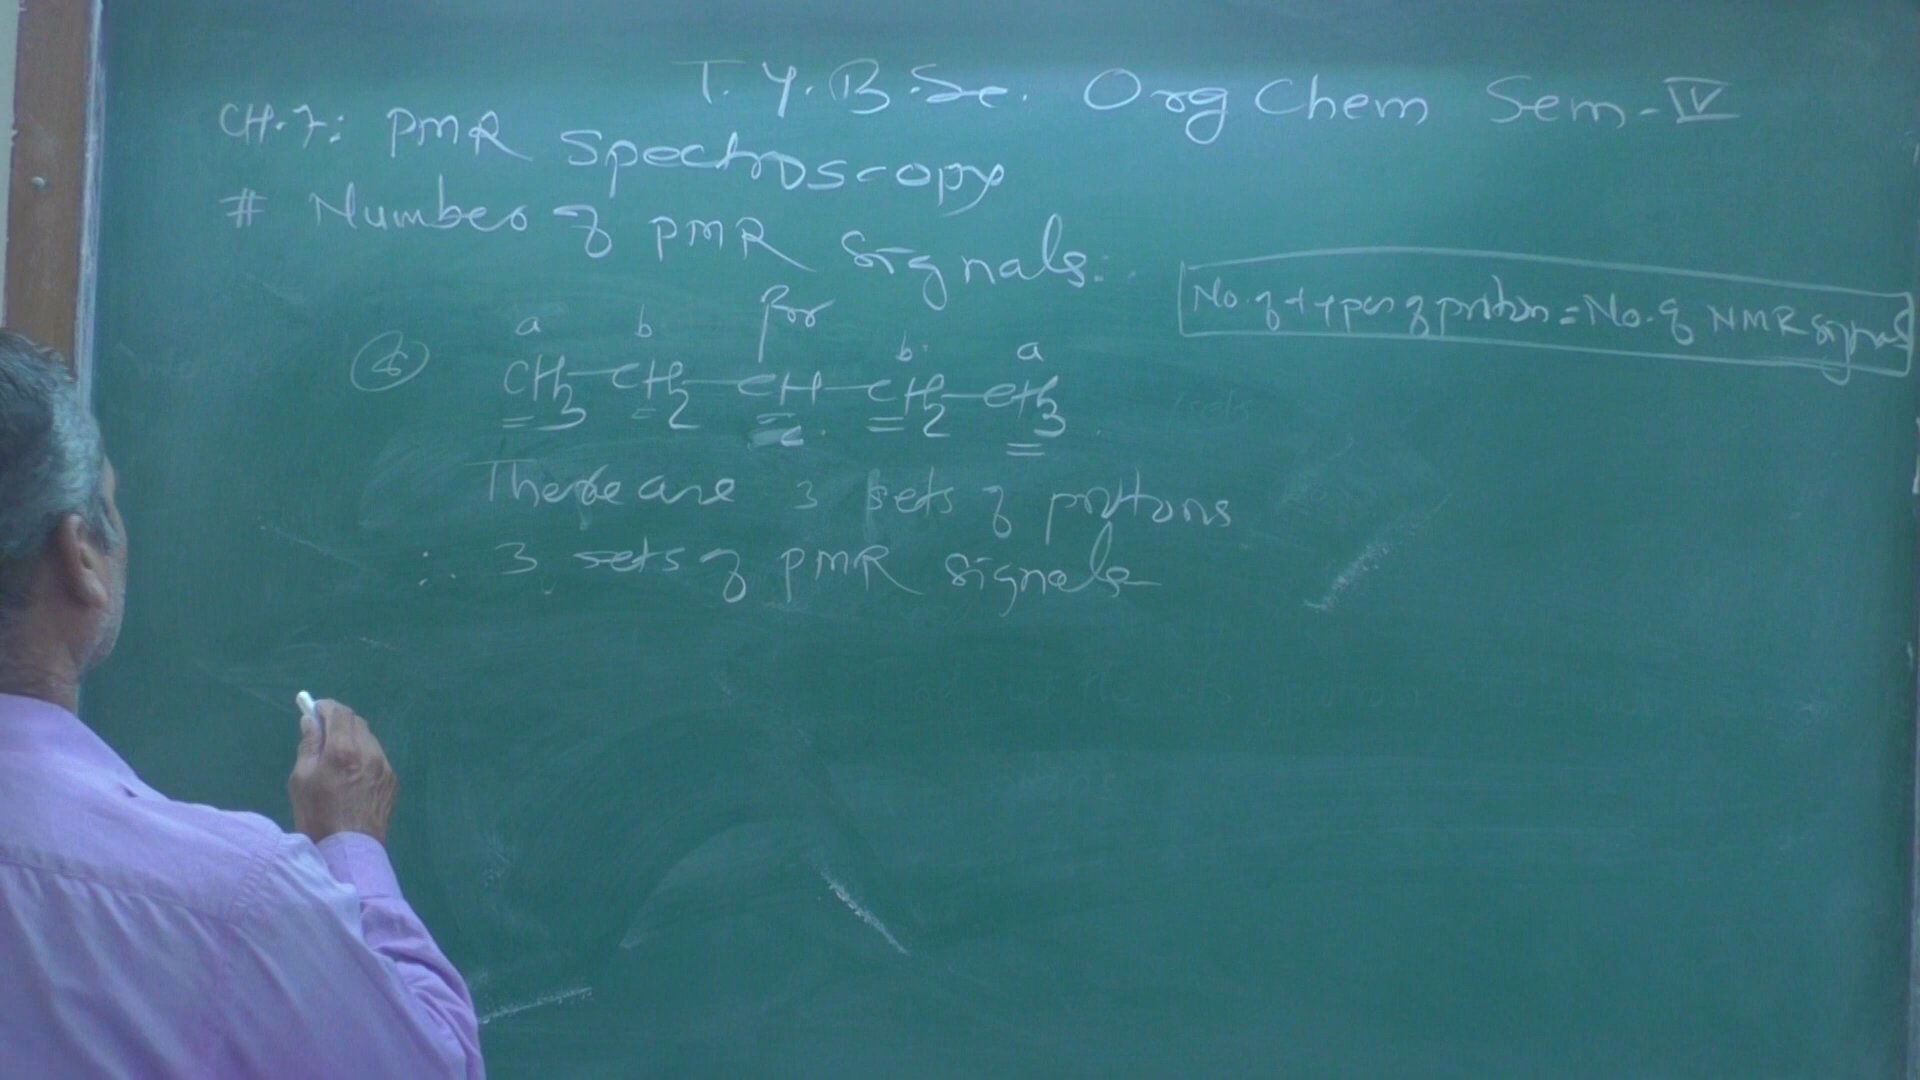 T.Y.B.Sc. Org Chem Sem-IV
CH.7: PMR Spectroscopy
# Number of PMR Signals:
No. of types of proton = No. of NMR signals
Br
a b b a
6 CH3-CH2-CH-CH2-CH3
c
There are 3 sets of protons
∴ 3 sets of PMR signals